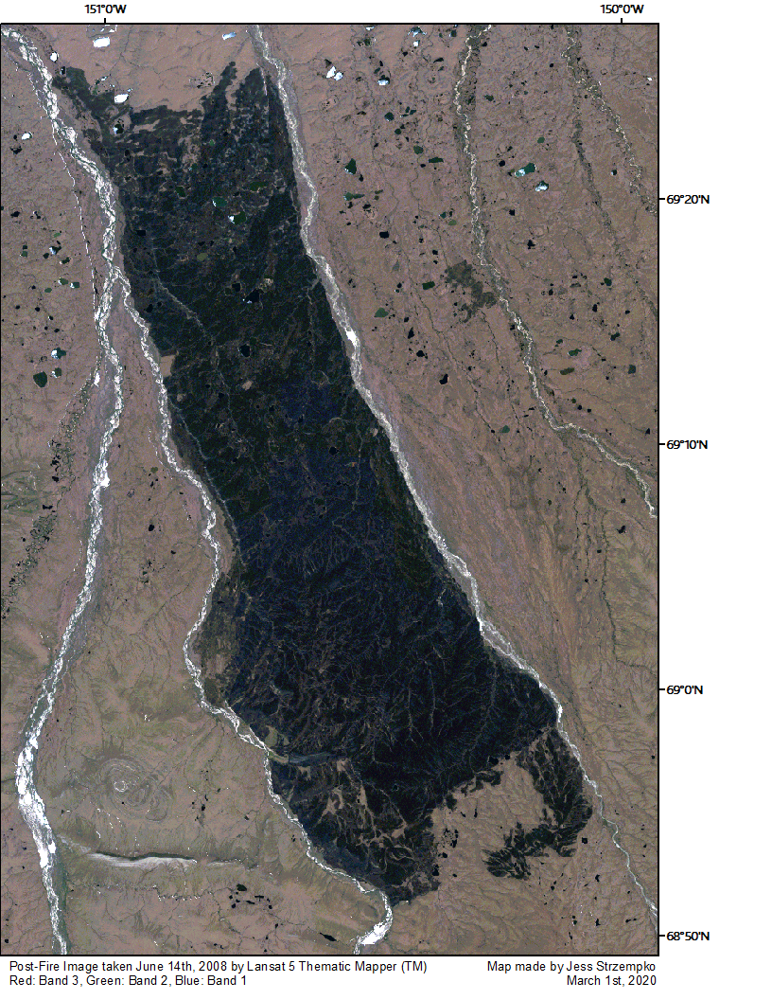 151°0'W 150°0'W
69°20'N
69°10'N
69°0'N
68°50'N
Post-Fire Image taken June 14th, 2008 by Lansat 5 Thematic Mapper (TM) Map made by Jess Strzempko
Red: Band 3, Green: Band 2, Blue: Band 1 March 1st, 2020